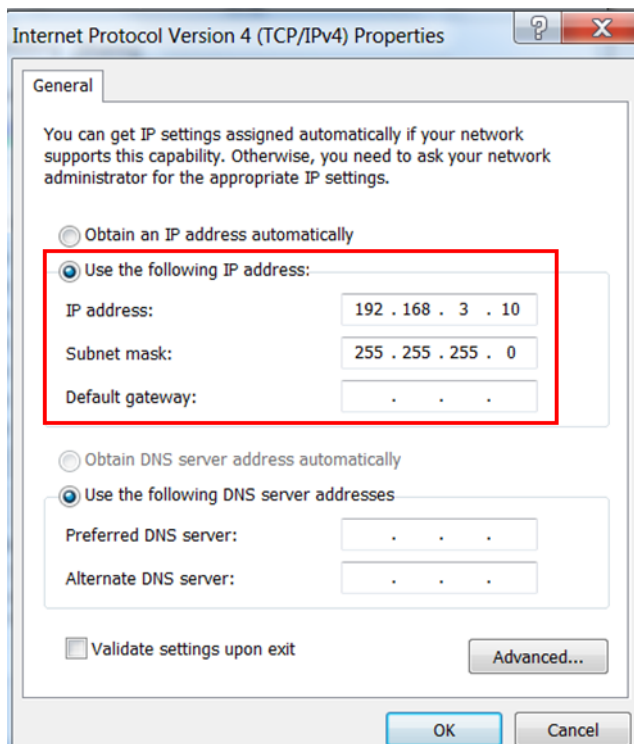 Internet Protocol Version 4 (TCP/IPv4) Properties
? X
General
You can get IP settings assigned automatically if your network
supports this capability. Otherwise, you need to ask your network
administrator for the appropriate IP settings.
Obtain an IP address automatically
Use the following IP address:
IP address: 192 . 168 . 3 . 10
Subnet mask: 255 . 255 . 255 . 0
Default gateway: . . .
Obtain DNS server address automatically
Use the following DNS server addresses
Preferred DNS server: . . .
Alternate DNS server: . . .
Validate settings upon exit
Advanced...
OK Cancel